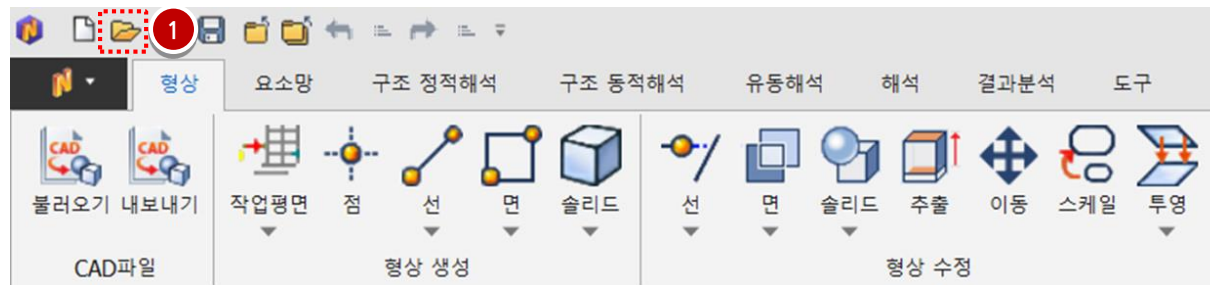 1
형상 요소망 구조 정적해석 구조 동적해석 유동해석 해석 결과분석 도구
CAD CAD
불러오기 내보내기 작업평면 점 선 면 솔리드 선 면 솔리드 추출 이동 스케일 투영
CAD파일 형상 생성 형상 수정